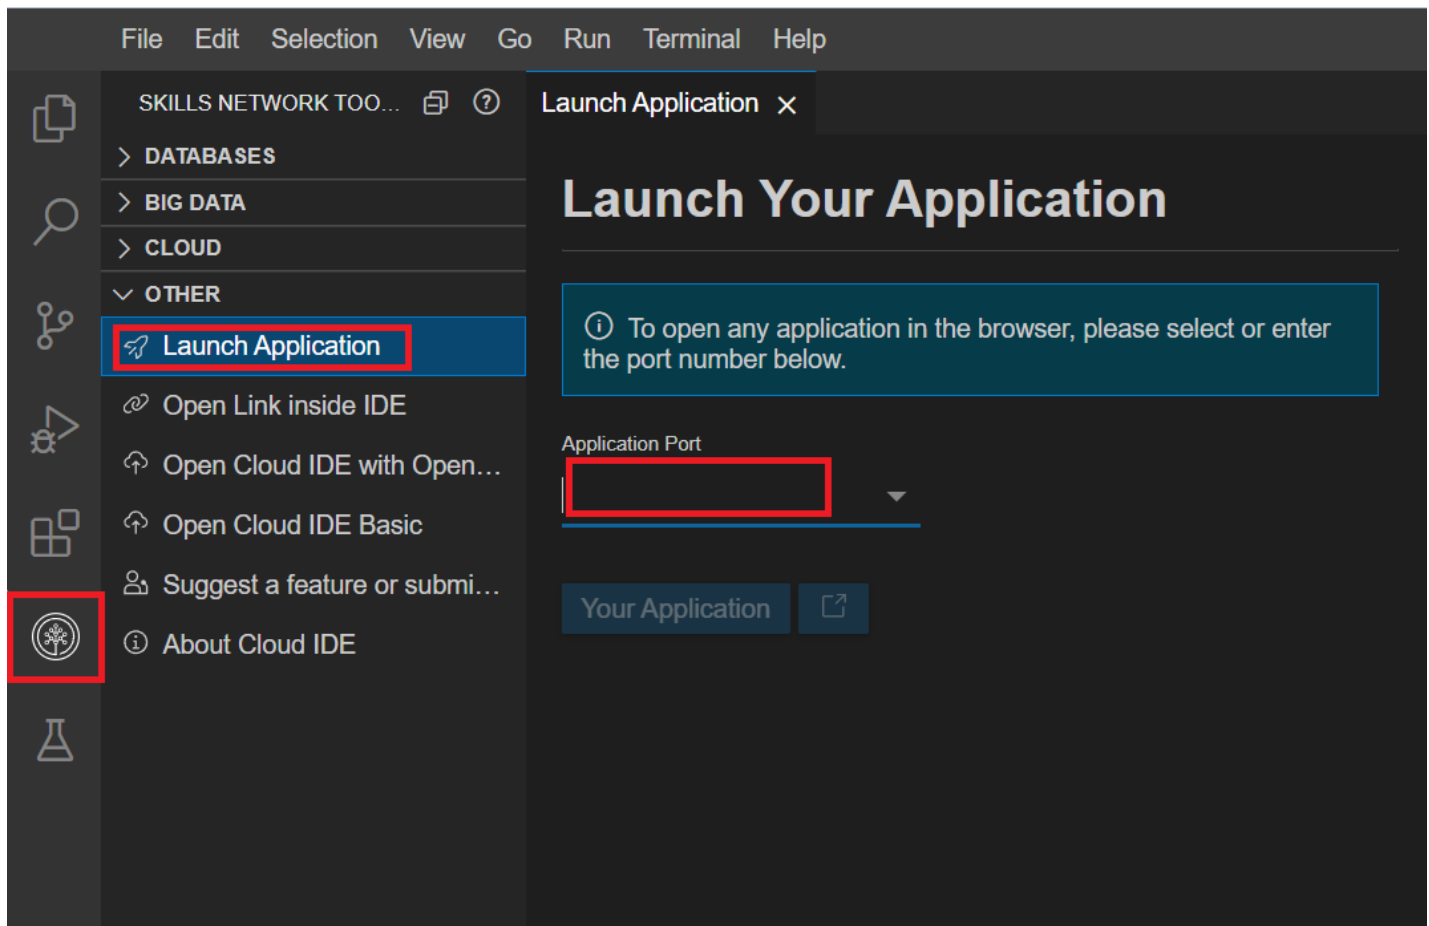 File Edit Selection View Go Run Terminal Help
SKILLS NETWORK TOO...
DATABASES
BIG DATA
CLOUD
OTHER
Launch Application
Open Link inside IDE
Open Cloud IDE with Open...
Open Cloud IDE Basic
Suggest a feature or submi...
About Cloud IDE
Launch Application
Launch Your Application
To open any application in the browser, please select or enter
the port number below.
Application Port
Your Application